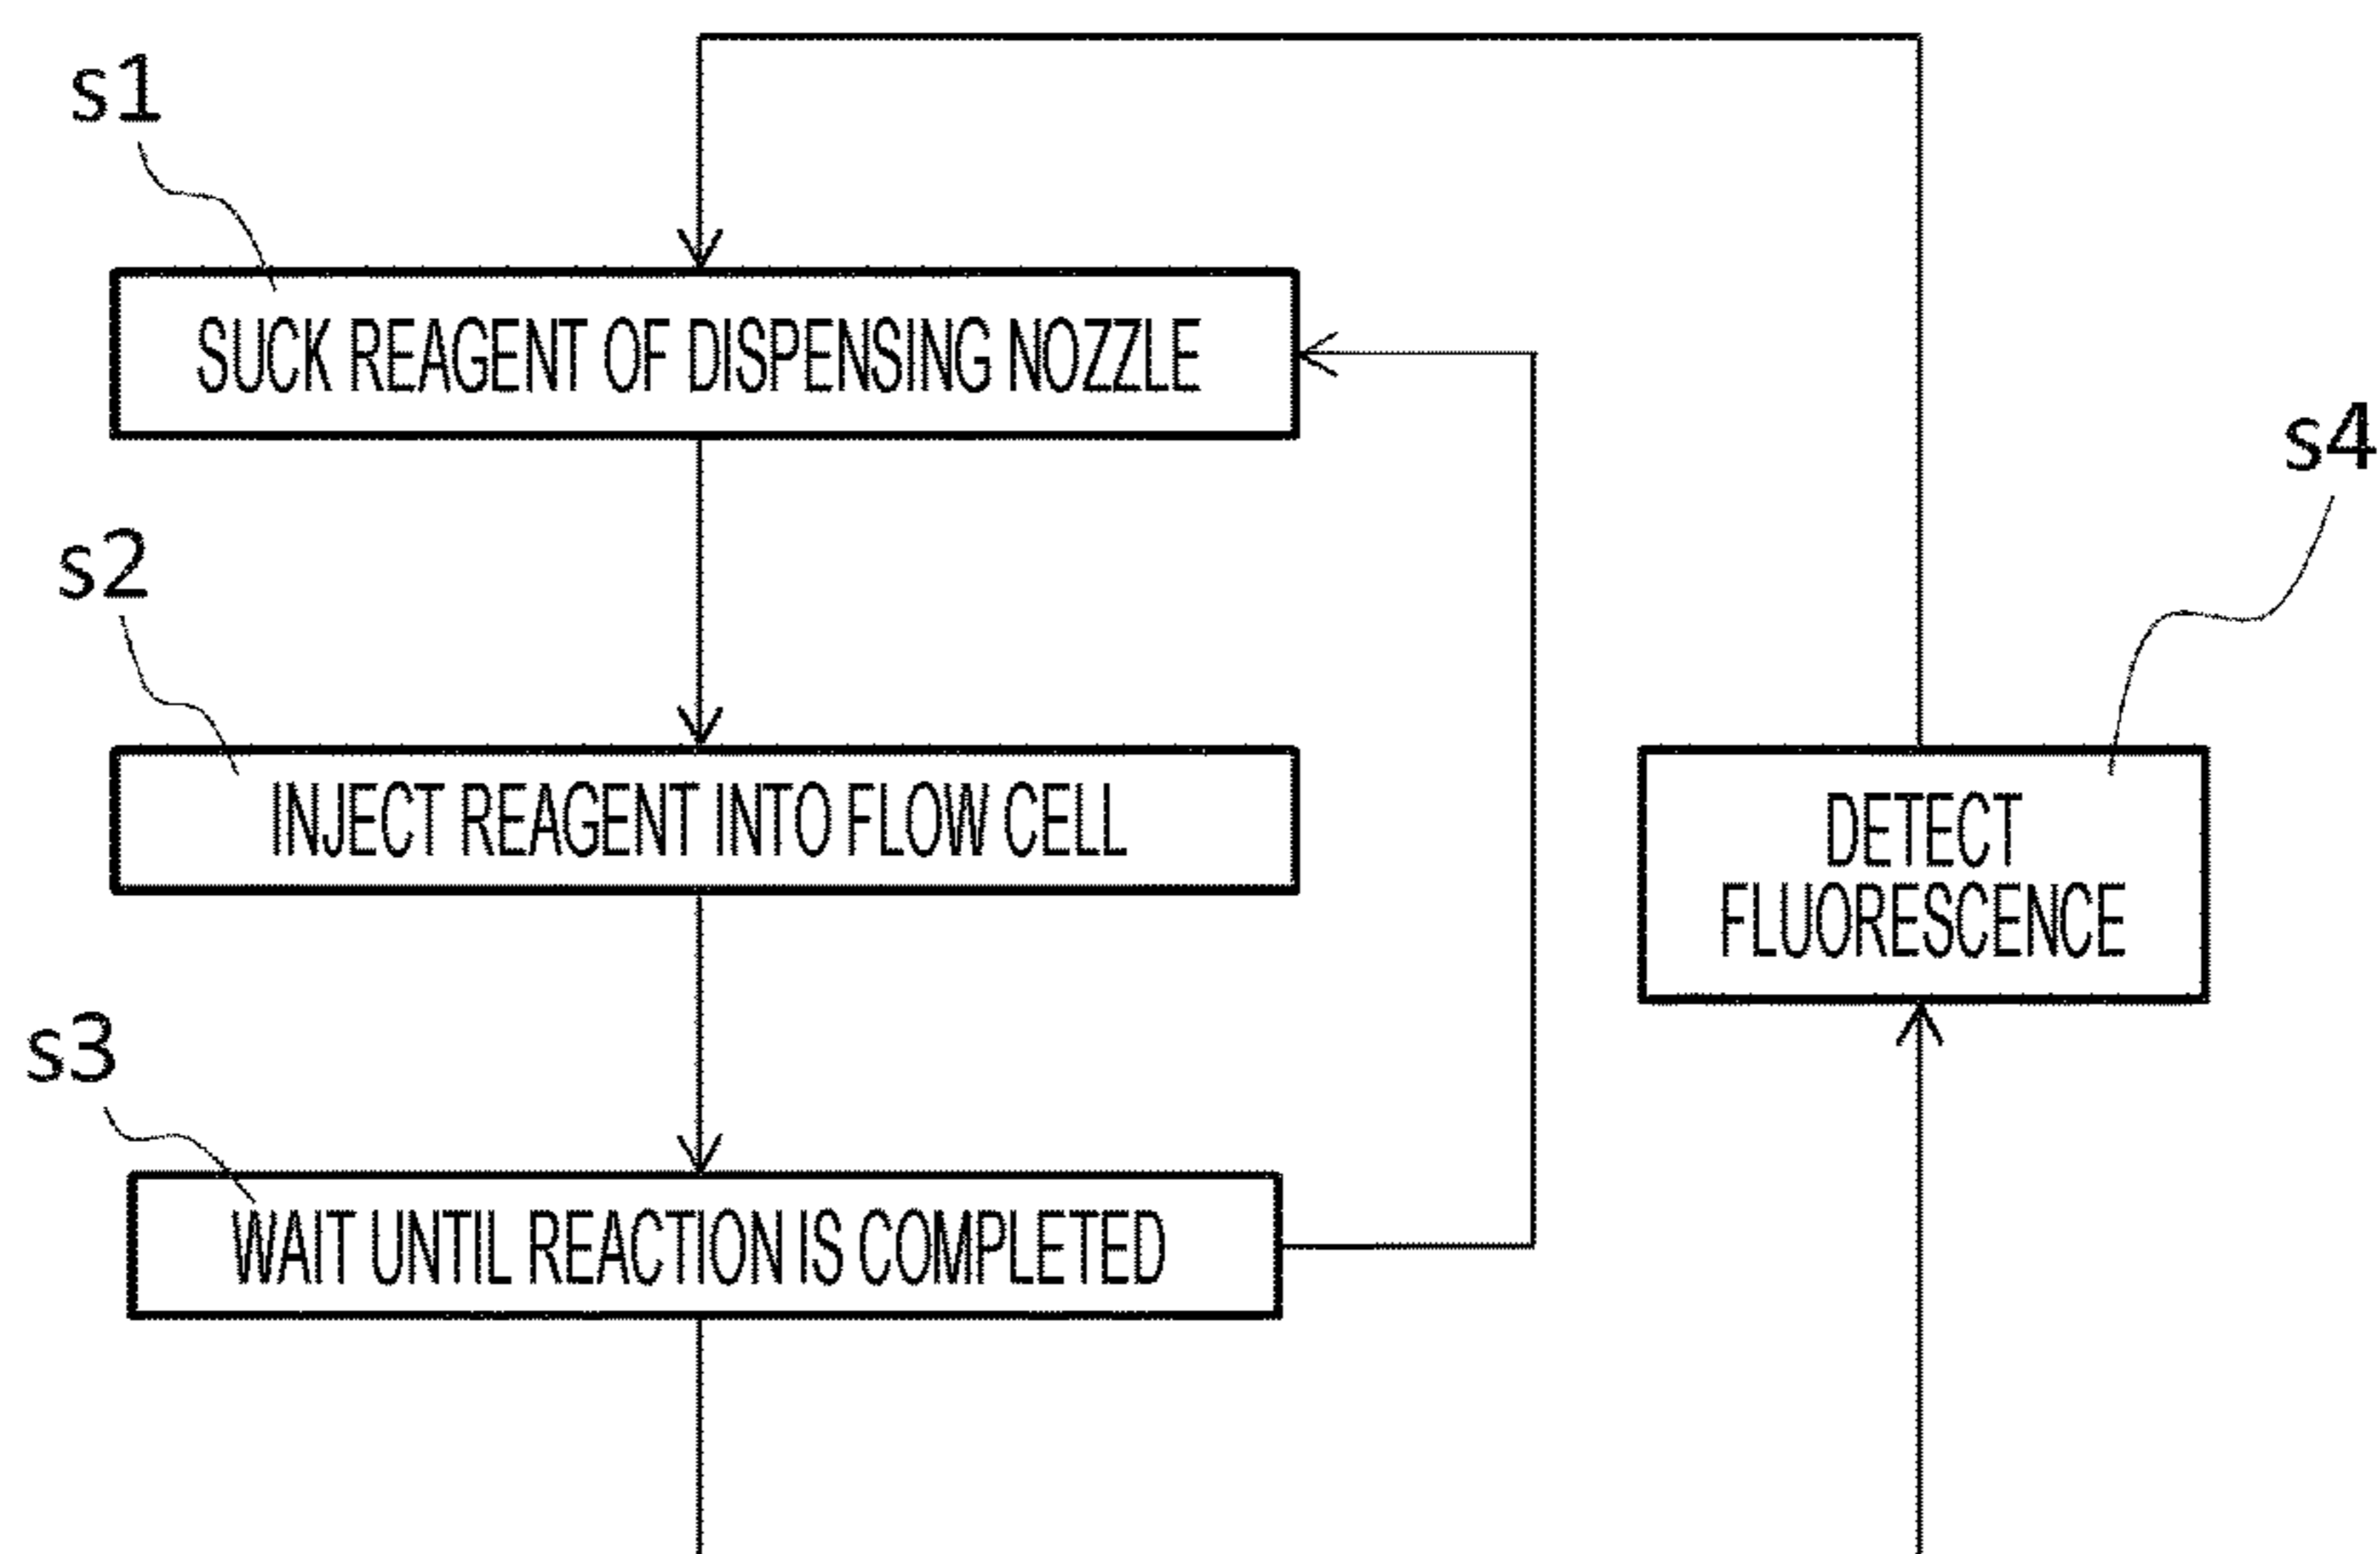 s1
SUCK REAGENT OF DISPENSING NOZZLE
s4
s2
INJECT REAGENT INTO FLOW CELL
DETECT
FLUORESCENCE
s3
WAIT UNTIL REACTION IS COMPLETED